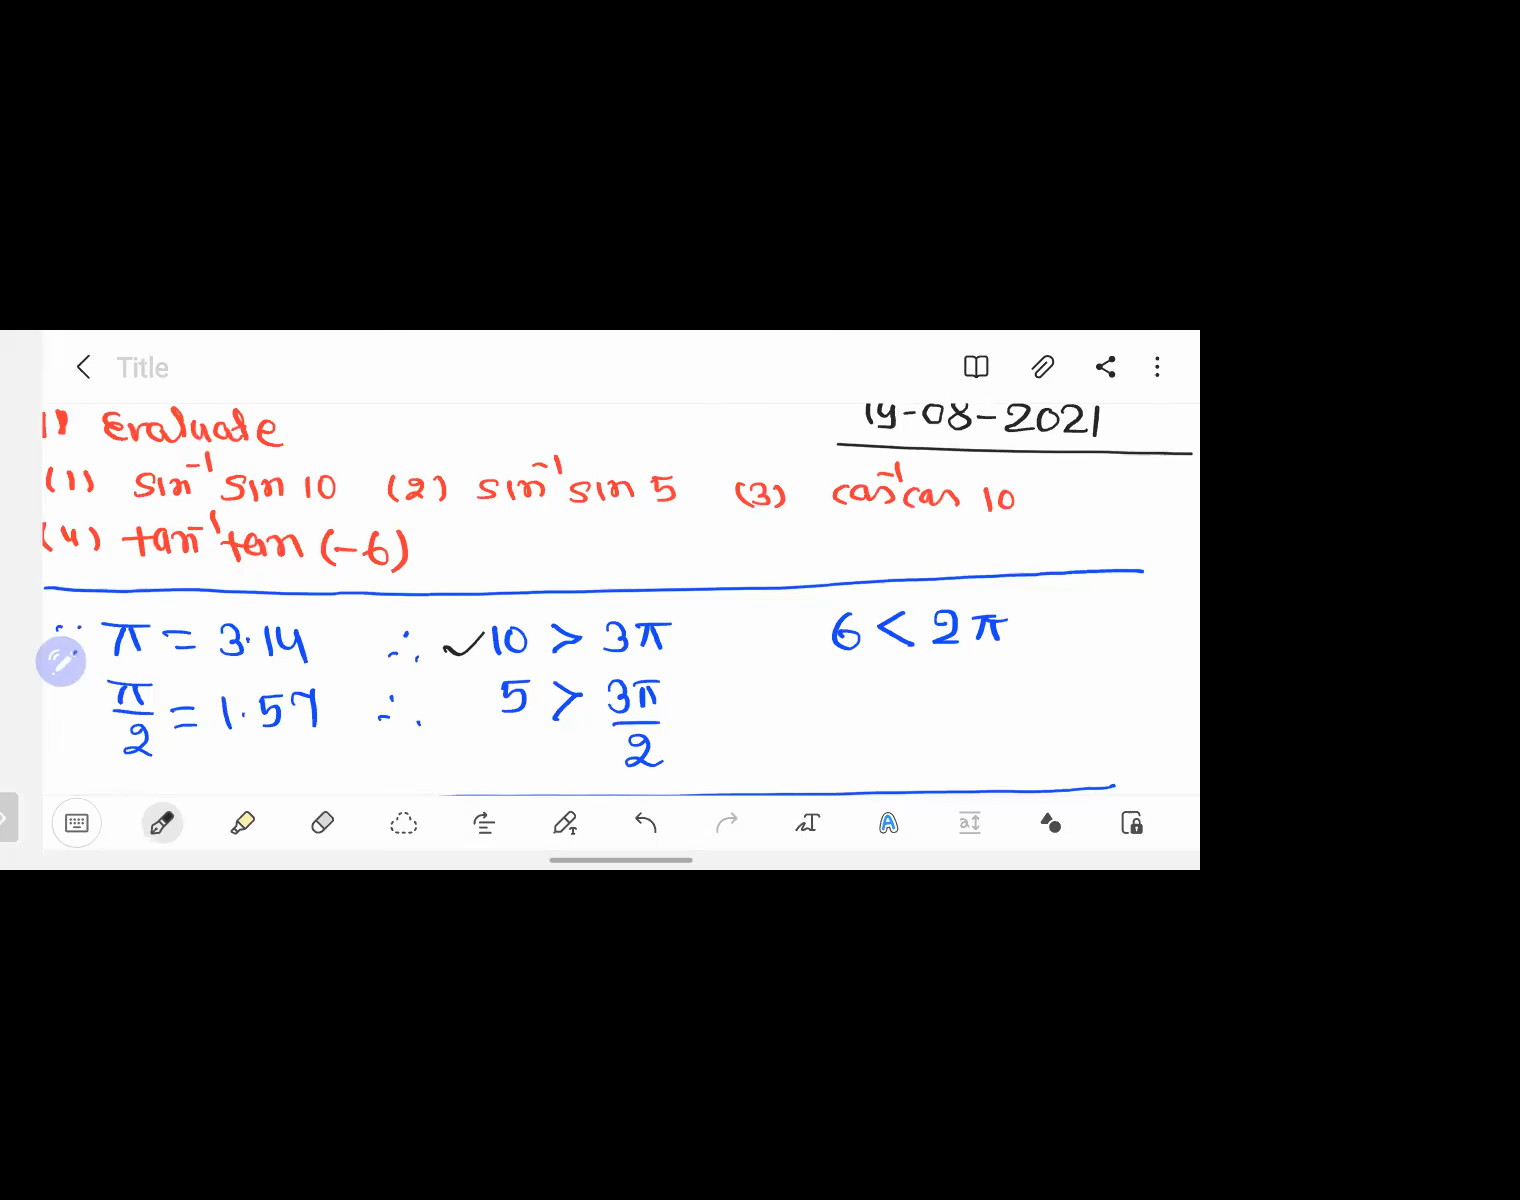 Title
19-08-2021
1) Evaluate
(1) sin⁻¹ sin 10 (2) sin⁻¹ sin 5 (3) cos⁻¹ cos 10
(4) tan⁻¹ tan (-6)
∵ π = 3.14 ∴ ✓10 > 3π 6 < 2π
π/2 = 1.57 ∴ 5 > 3π/2